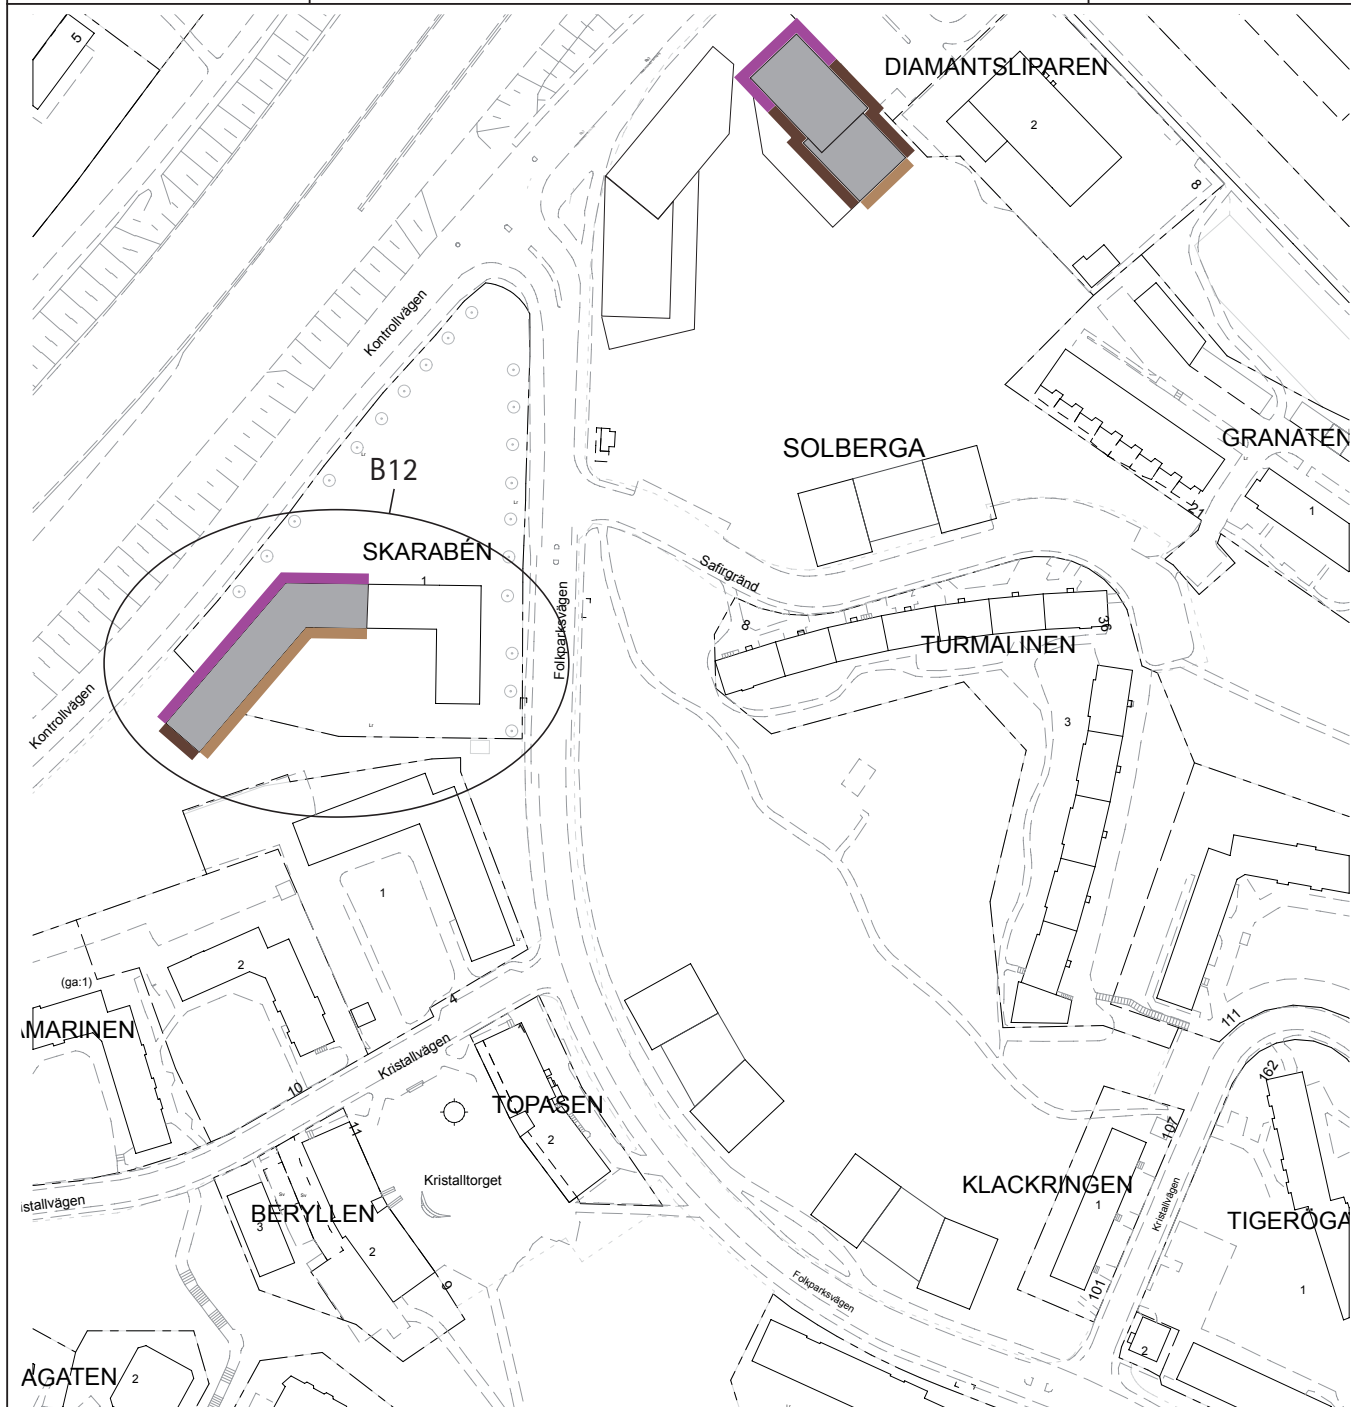 5
DIAMANTSLIPAREN
2
8
Kontrollvägen
SOLBERGA
GRANATEN
B12
21
1
SKARABÉN
1
Safirgränd
Folkparksvägen
8
36
TURMALINEN
Kontrollvägen
3
1
2
(ga:1)
4
111
AMARINEN
Kristallvägen
162
10
TOPASEN
11
107
2
Kristalltorget
KLACKRINGEN
istallvägen
1
Kristallvägen
BERYLLEN
3
TIGERÖGA
2
9
Folkparksvägen
101
1
2
AGATEN
2